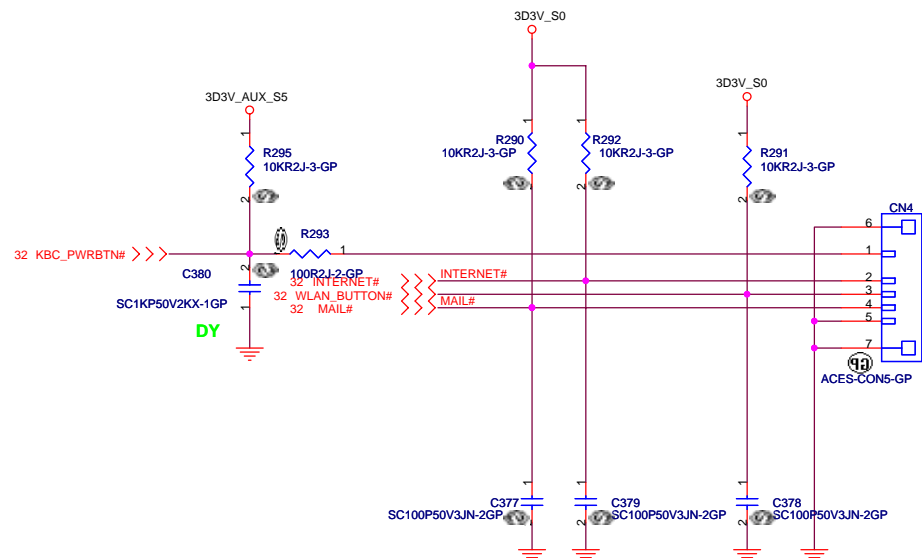 3D3V_S0
3D3V_S0
3D3V_AUX_S5
1
R290
10KR2J-3-GP
2
1
R292
10KR2J-3-GP
2
1
R291
10KR2J-3-GP
2
1
R295
10KR2J-3-GP
2
CN4
6
1
2
3
4
5
7
GP
ACES-CON5-GP
R293
1
100R2J-2-GP
32 KBC_PWRBTN#
C380
2
SC1KP50V2KX-1GP
1
DY
32 INTERNET#
INTERNET#
32 WLAN_BUTTON#
32 MAIL#
MAIL#
1
C377
SC100P50V3JN-2GP
2
1
C379
SC100P50V3JN-2GP
2
1
C378
SC100P50V3JN-2GP
2